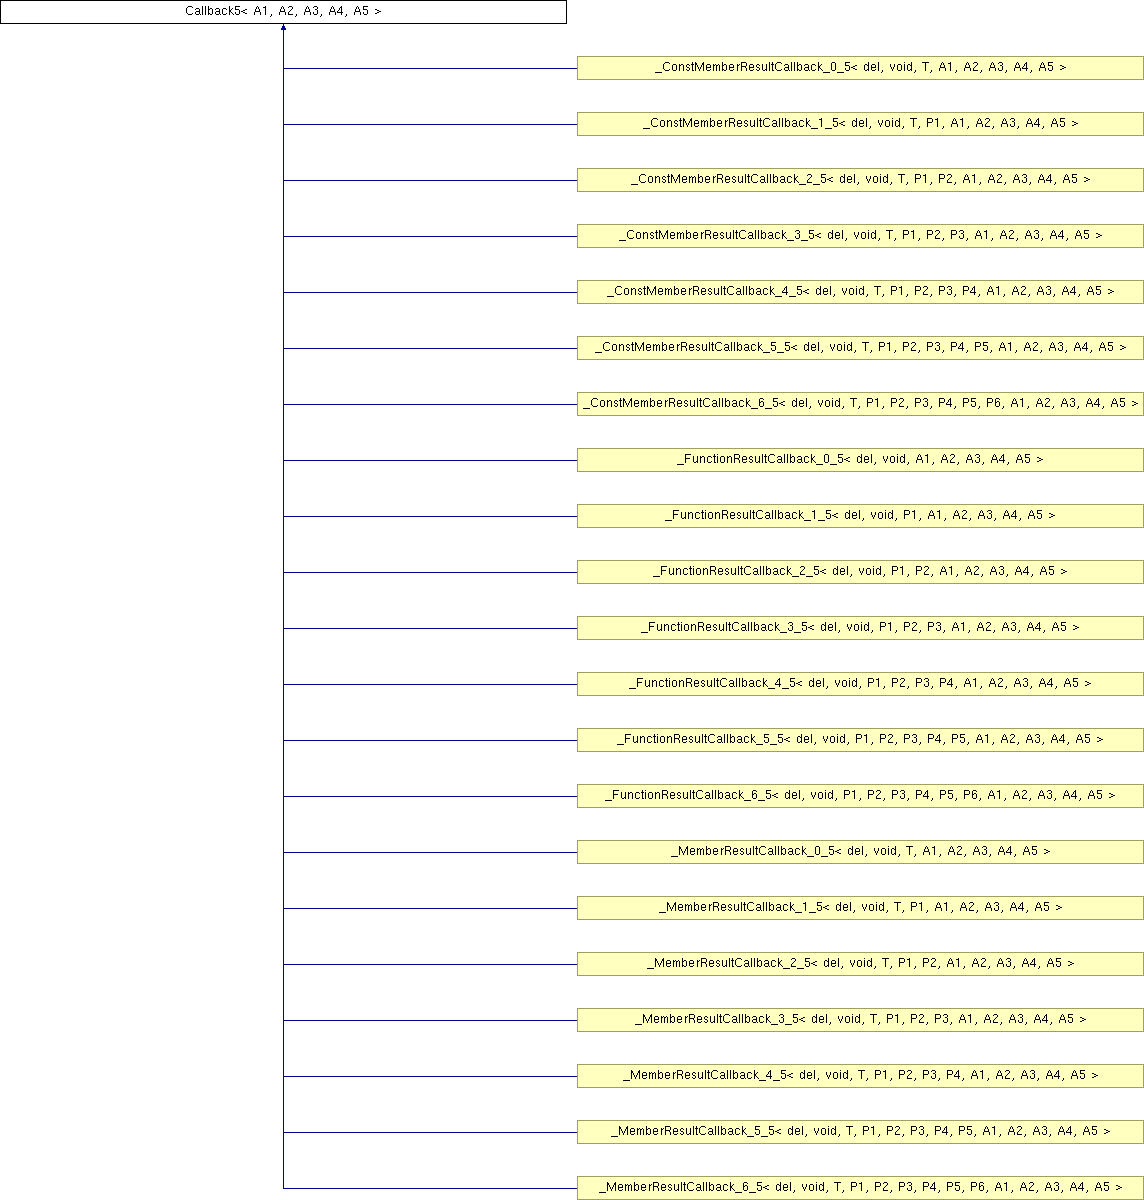 Callback5< A1, A2, A3, A4, A5 >
_ConstMemberResultCallback_0_5< del, void, T, A1, A2, A3, A4, A5 >
_ConstMemberResultCallback_1_5< del, void, T, P1, A1, A2, A3, A4, A5 >
_ConstMemberResultCallback_2_5< del, void, T, P1, P2, A1, A2, A3, A4, A5 >
_ConstMemberResultCallback_3_5< del, void, T, P1, P2, P3, A1, A2, A3, A4, A5 >
_ConstMemberResultCallback_4_5< del, void, T, P1, P2, P3, P4, A1, A2, A3, A4, A5 >
_ConstMemberResultCallback_5_5< del, void, T, P1, P2, P3, P4, P5, A1, A2, A3, A4, A5 >
_ConstMemberResultCallback_6_5< del, void, T, P1, P2, P3, P4, P5, P6, A1, A2, A3, A4, A5 >
_FunctionResultCallback_0_5< del, void, A1, A2, A3, A4, A5 >
_FunctionResultCallback_1_5< del, void, P1, A1, A2, A3, A4, A5 >
_FunctionResultCallback_2_5< del, void, P1, P2, A1, A2, A3, A4, A5 >
_FunctionResultCallback_3_5< del, void, P1, P2, P3, A1, A2, A3, A4, A5 >
_FunctionResultCallback_4_5< del, void, P1, P2, P3, P4, A1, A2, A3, A4, A5 >
_FunctionResultCallback_5_5< del, void, P1, P2, P3, P4, P5, A1, A2, A3, A4, A5 >
_FunctionResultCallback_6_5< del, void, P1, P2, P3, P4, P5, P6, A1, A2, A3, A4, A5 >
_MemberResultCallback_0_5< del, void, T, A1, A2, A3, A4, A5 >
_MemberResultCallback_1_5< del, void, T, P1, A1, A2, A3, A4, A5 >
_MemberResultCallback_2_5< del, void, T, P1, P2, A1, A2, A3, A4, A5 >
_MemberResultCallback_3_5< del, void, T, P1, P2, P3, A1, A2, A3, A4, A5 >
_MemberResultCallback_4_5< del, void, T, P1, P2, P3, P4, A1, A2, A3, A4, A5 >
_MemberResultCallback_5_5< del, void, T, P1, P2, P3, P4, P5, A1, A2, A3, A4, A5 >
_MemberResultCallback_6_5< del, void, T, P1, P2, P3, P4, P5, P6, A1, A2, A3, A4, A5 >